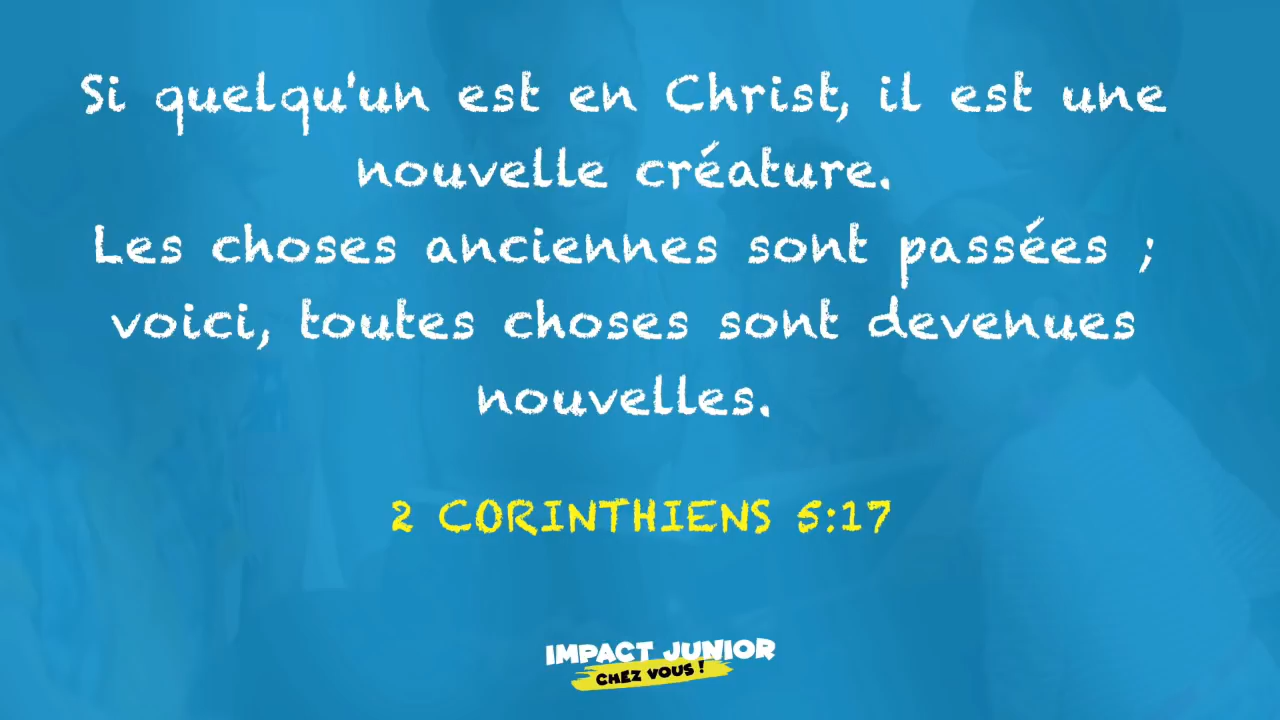 Si quelqu'un est en Christ, il est une
nouvelle créature.
Les choses anciennes sont passées ;
voici, toutes choses sont devenues
nouvelles.
2 CORINTHIENS 5:17
IMPACT JUNIOR
CHEZ VOUS !